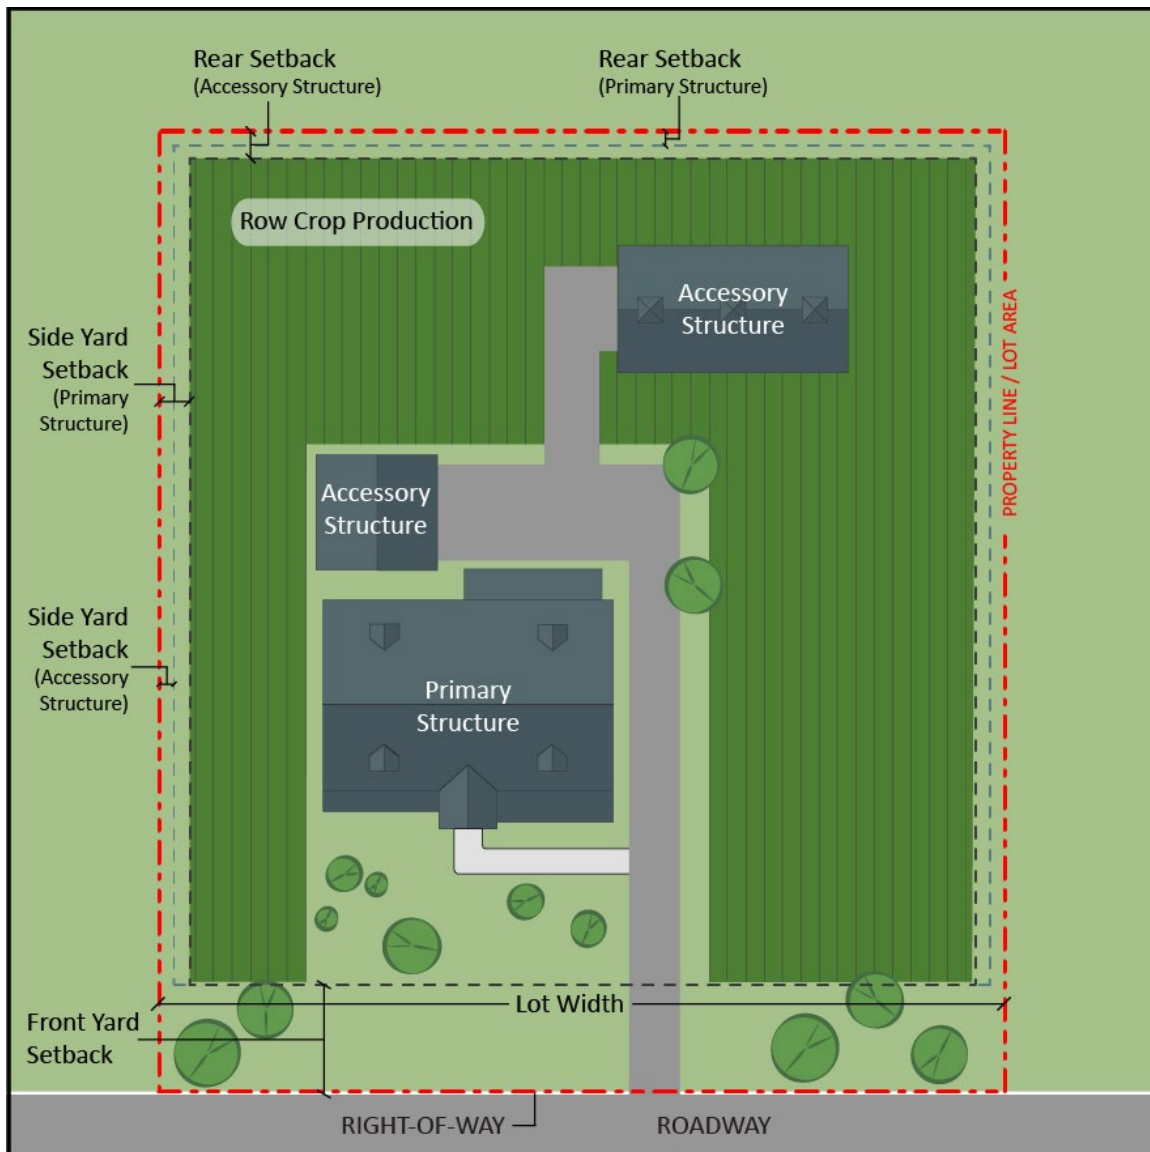 Rear Setback
(Accessory Structure)
Rear Setback
(Primary Structure)
Row Crop Production
Accessory
Structure
PROPERTY LINE / LOT AREA
Side Yard
Setback
(Primary
Structure)
Accessory
Structure
Side Yard
Setback
(Accessory
Structure)
Primary
Structure
Lot Width
Front Yard
Setback
RIGHT-OF-WAY
ROADWAY